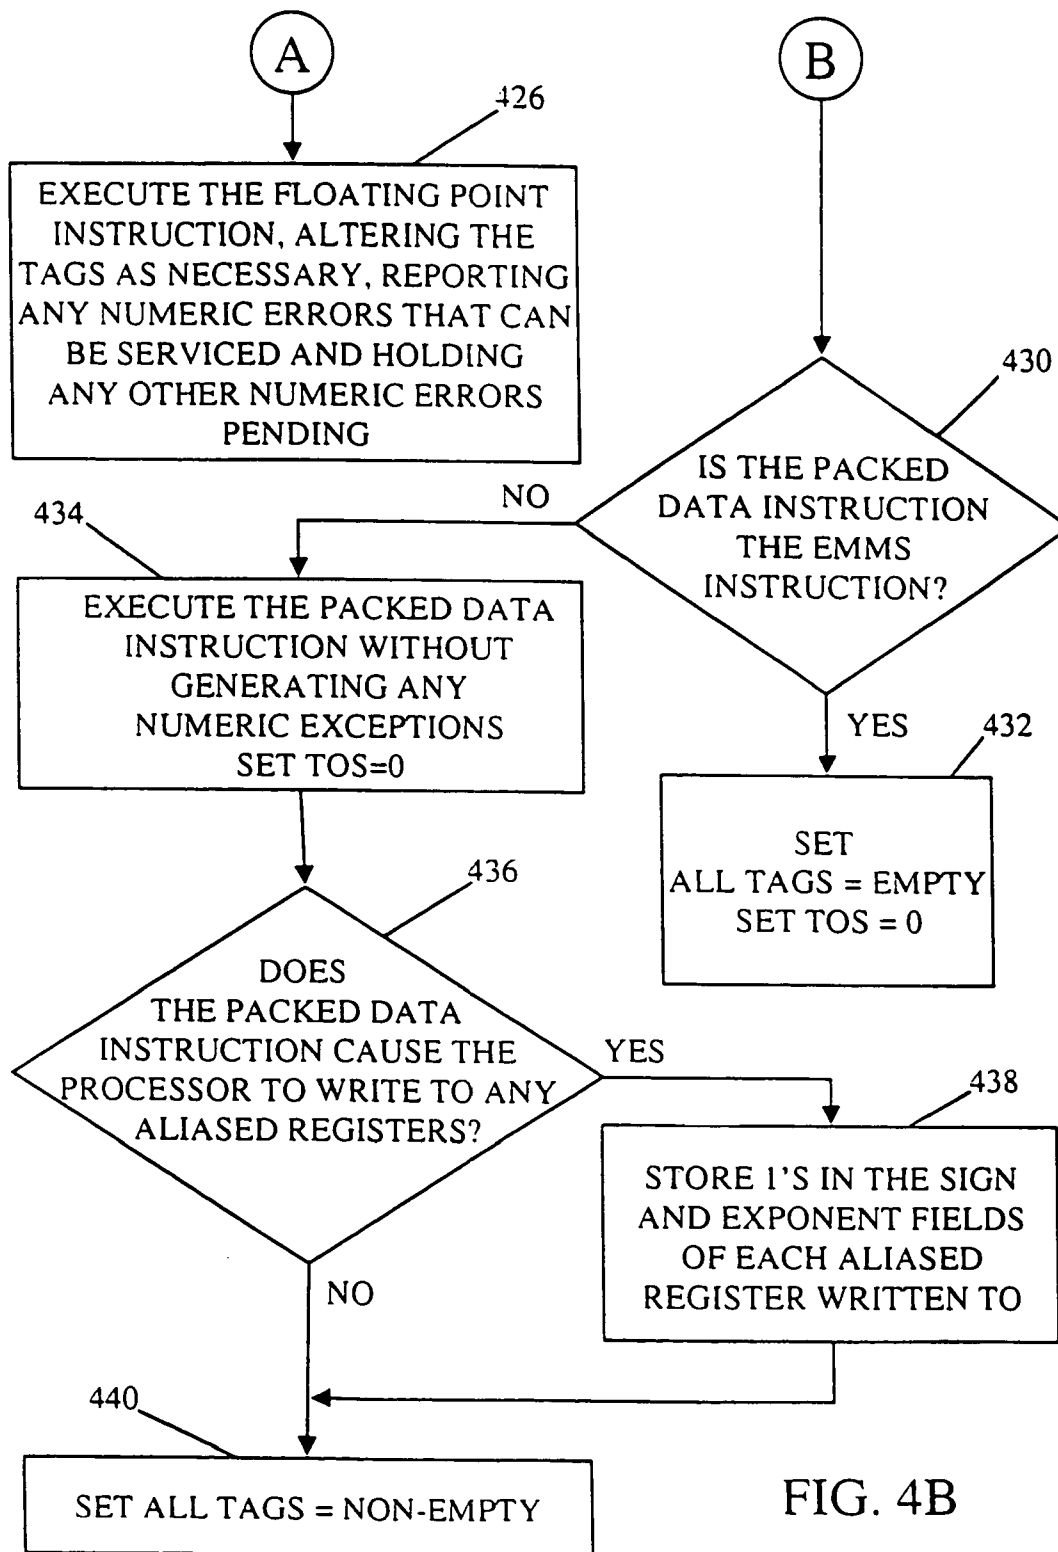 A
B
426
EXECUTE THE FLOATING POINT
INSTRUCTION, ALTERING THE
TAGS AS NECESSARY, REPORTING
ANY NUMERIC ERRORS THAT CAN
BE SERVICED AND HOLDING
ANY OTHER NUMERIC ERRORS
PENDING
430
IS THE PACKED
DATA INSTRUCTION
THE EMMS
INSTRUCTION?
NO
434
EXECUTE THE PACKED DATA
INSTRUCTION WITHOUT
GENERATING ANY
NUMERIC EXCEPTIONS
SET TOS=0
YES
432
SET
ALL TAGS = EMPTY
SET TOS = 0
436
DOES
THE PACKED DATA
INSTRUCTION CAUSE THE
PROCESSOR TO WRITE TO ANY
ALIASED REGISTERS?
YES
438
STORE 1'S IN THE SIGN
AND EXPONENT FIELDS
OF EACH ALIASED
REGISTER WRITTEN TO
NO
440
SET ALL TAGS = NON-EMPTY
FIG. 4B